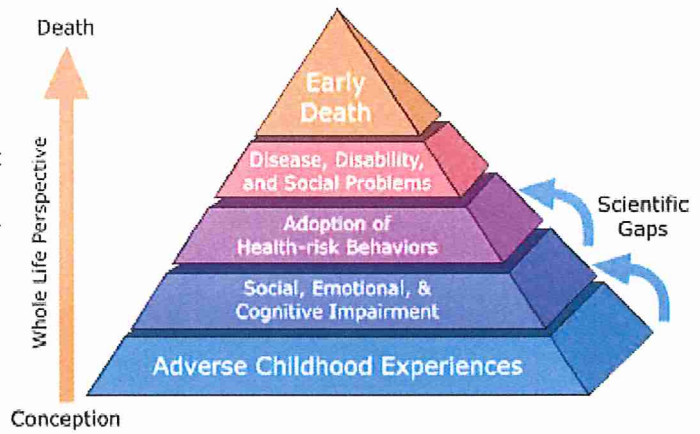 Death
Whole Life Perspective
Conception
Early
Death
Disease, Disability,
and Social Problems
Adoption of
Health-risk Behaviors
Social, Emotional, &
Cognitive Impairment
Adverse Childhood Experiences
Scientific
Gaps